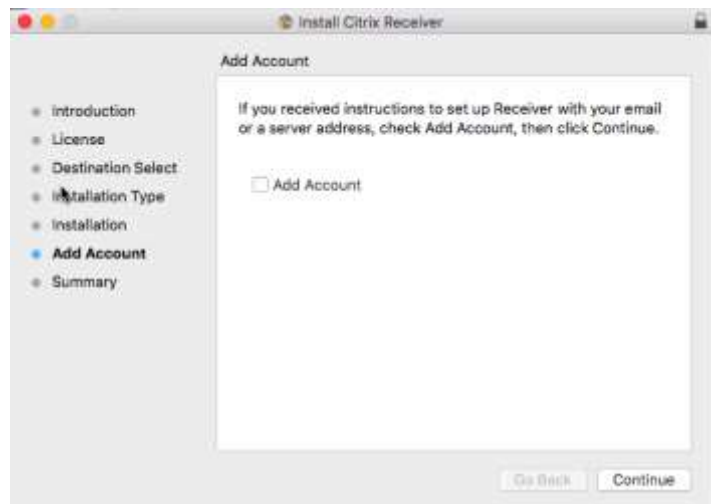 Install Citrix Receiver
Add Account
Introduction
License
Destination Select
Installation Type
Installation
Add Account
Summary
If you received instructions to set up Receiver with your email
or a server address, check Add Account, then click Continue.
Add Account
Go Back
Continue